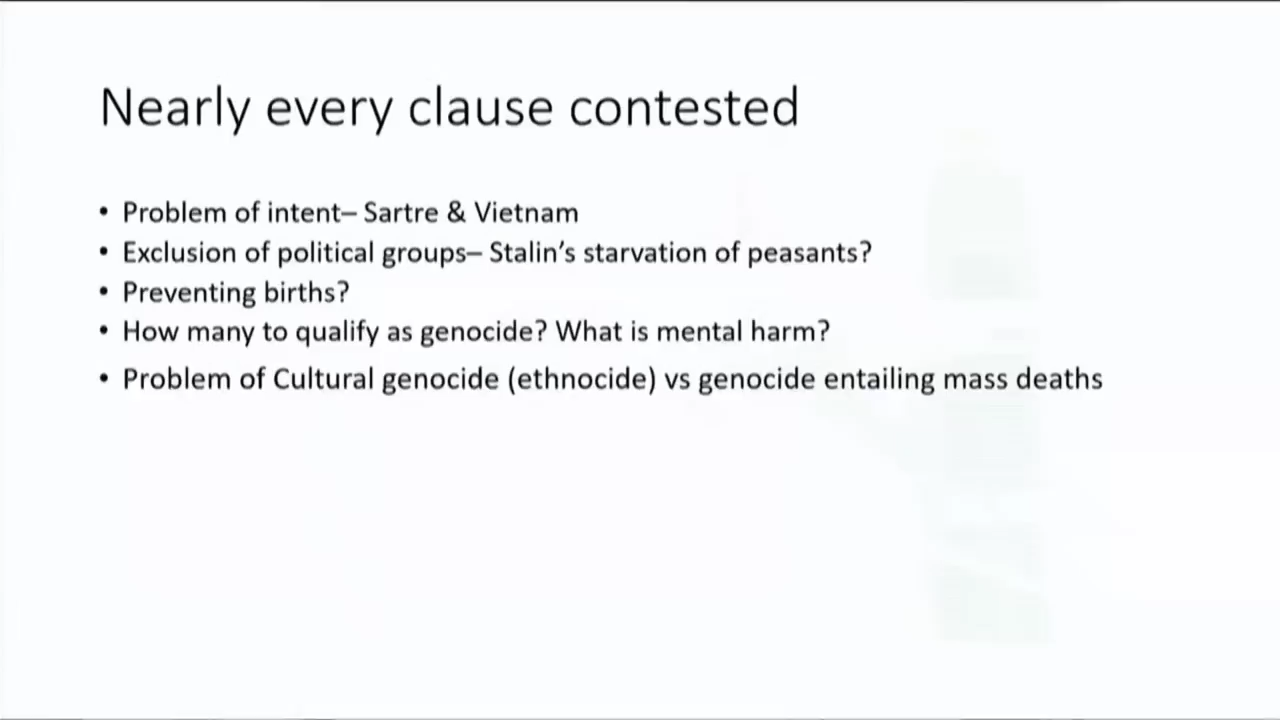 Nearly every clause contested
• Problem of intent– Sartre & Vietnam
• Exclusion of political groups– Stalin’s starvation of peasants?
• Preventing births?
• How many to qualify as genocide? What is mental harm?
• Problem of Cultural genocide (ethnocide) vs genocide entailing mass deaths